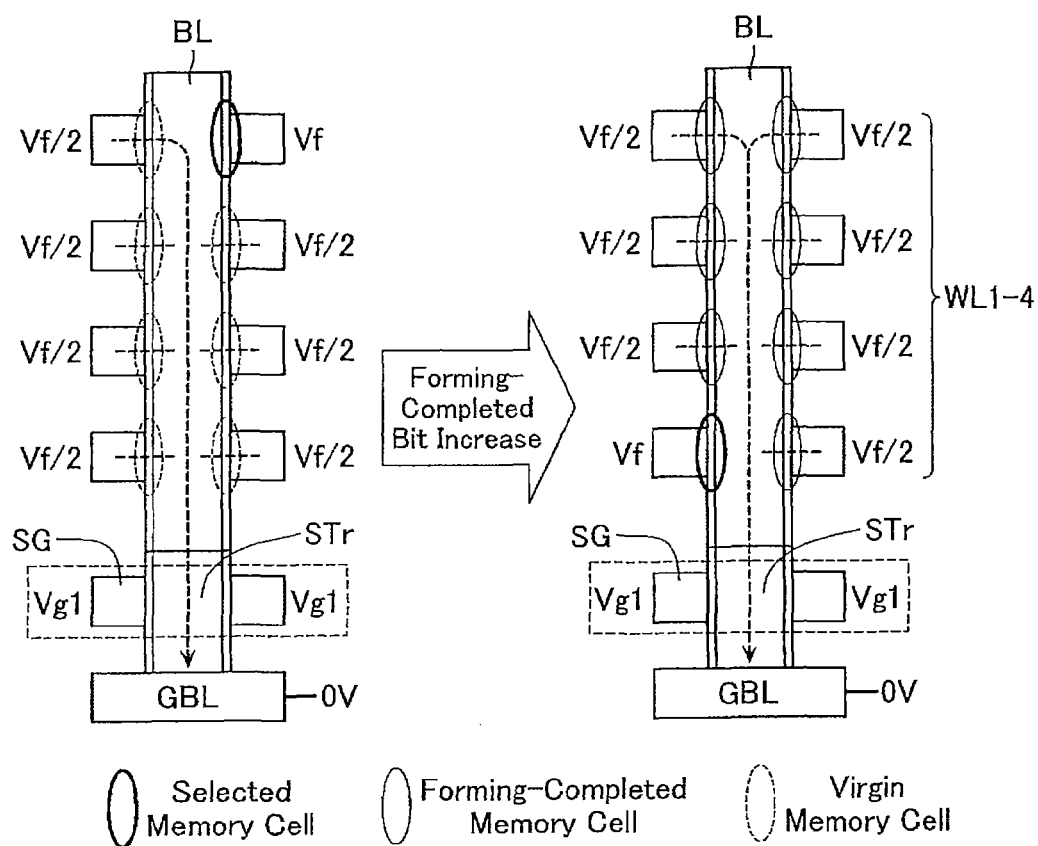 BL
BL
Vf/2
Vf
Vf/2
Vf/2
Vf/2
Vf/2
Vf/2
Vf/2
Vf/2
Vf/2
Vf/2
Vf/2
Vf/2
Vf/2
Vf
Vf/2
WL1-4
Forming-
Completed
Bit Increase
SG
STr
SG
STr
Vg1
Vg1
Vg1
Vg1
GBL
0V
GBL
0V
Selected
Memory Cell
Forming-Completed
Memory Cell
Virgin
Memory Cell